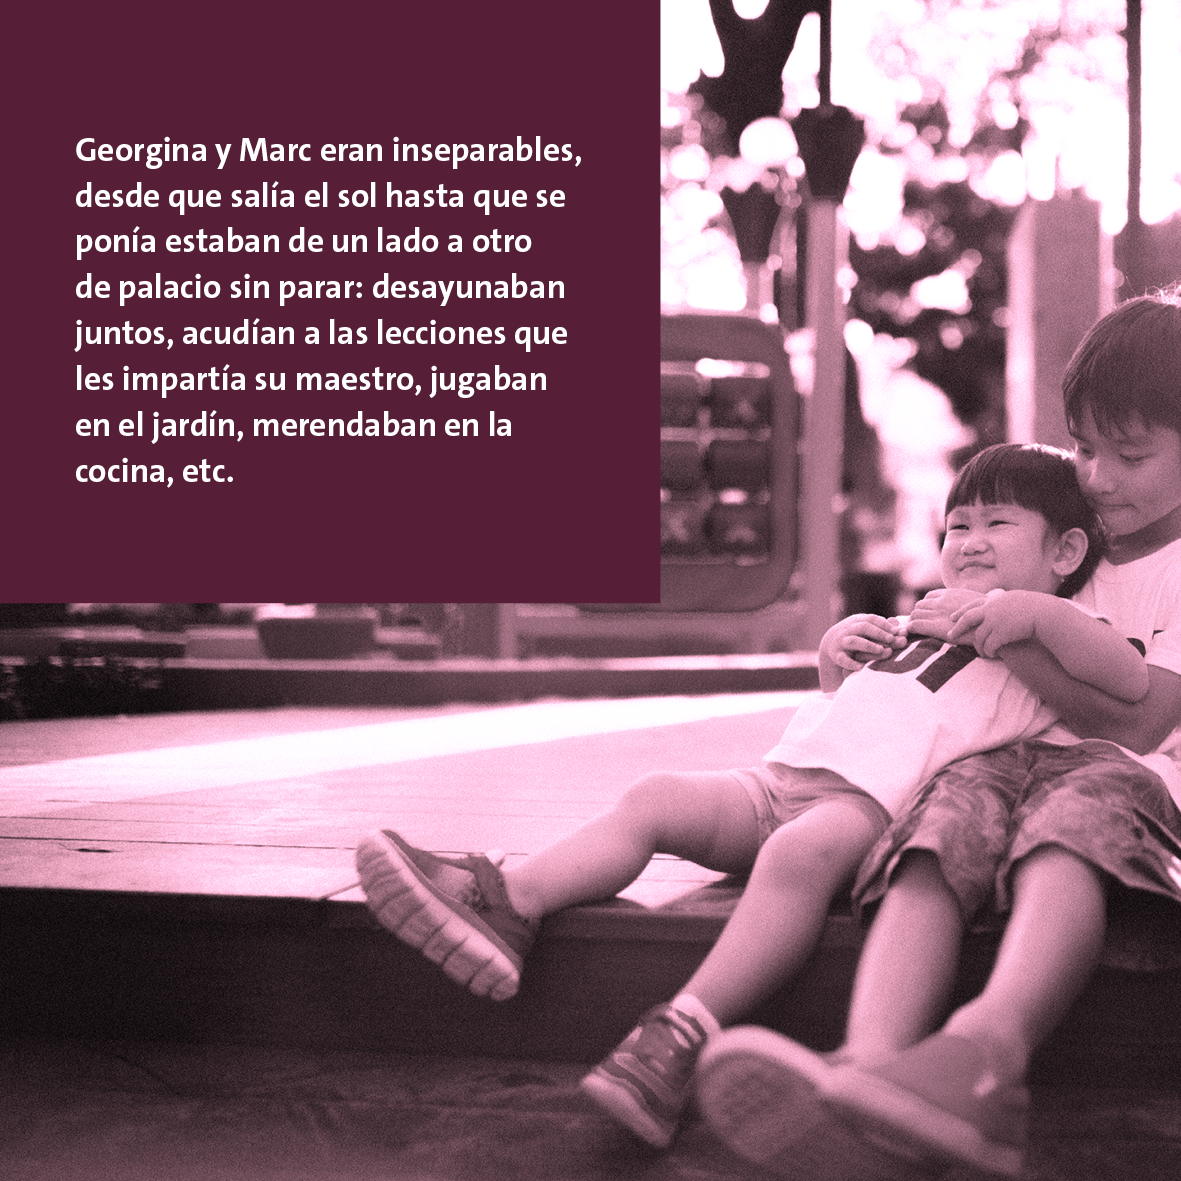 Georgina y Marc eran inseparables,
desde que salía el sol hasta que se
ponía estaban de un lado a otro
de palacio sin parar: desayunaban
juntos, acudían a las lecciones que
les impartía su maestro, jugaban
en el jardín, merendaban en la
cocina, etc.